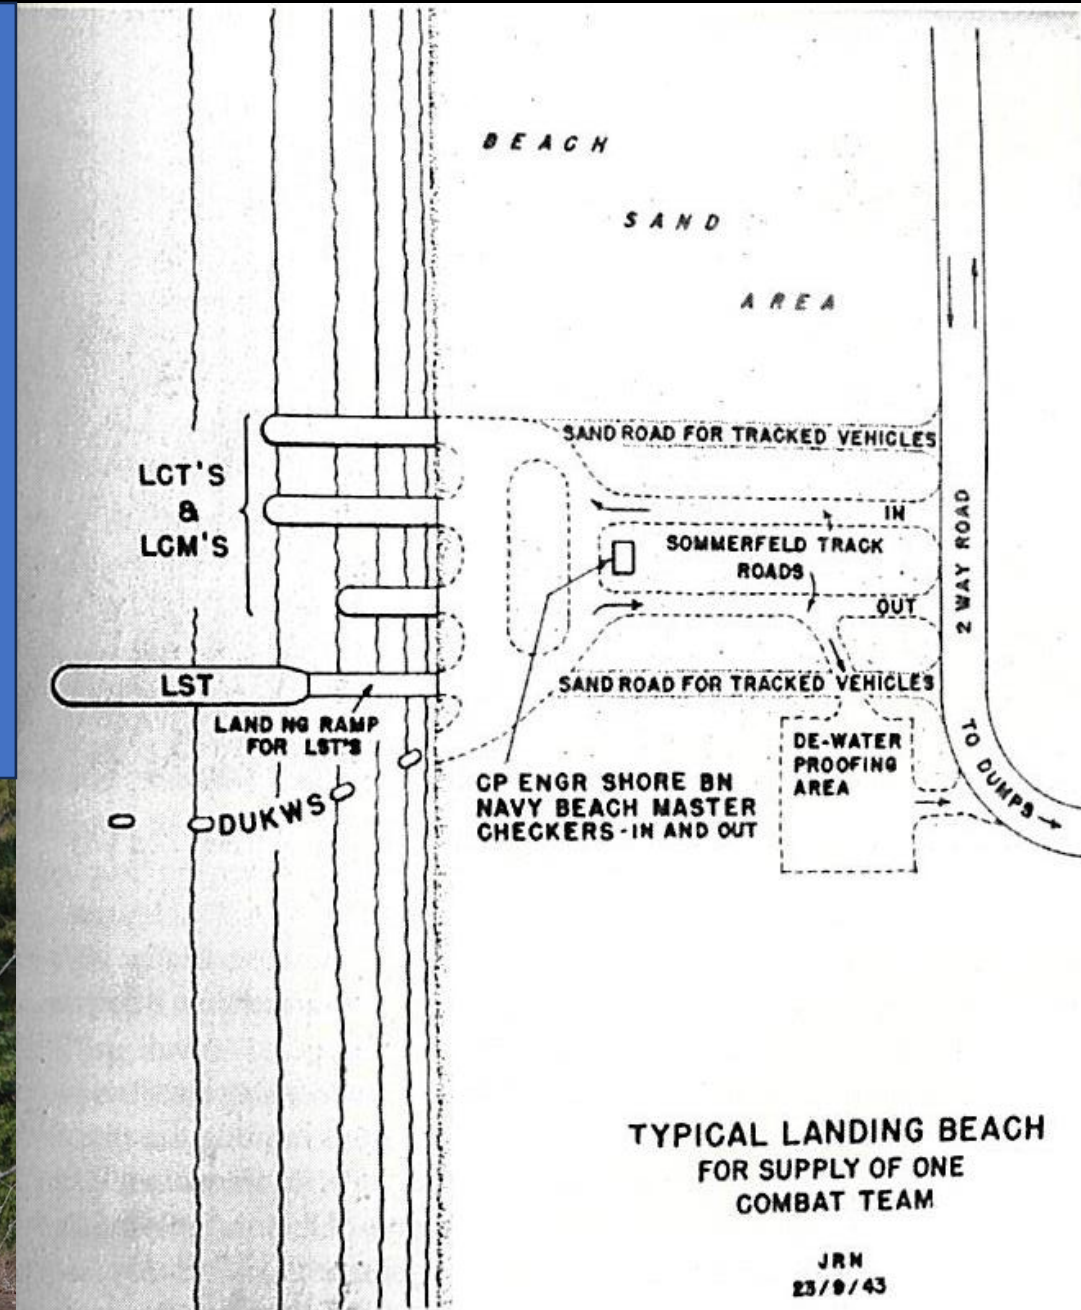 BEACH
SAND
AREA
SAND ROAD FOR TRACKED VEHICLES
LCT'S
&
LCM'S
IN
SOMMERFELD TRACK
ROADS
OUT
2 WAY ROAD
LST
SAND ROAD FOR TRACKED VEHICLES
LANDING RAMP
FOR LST'S
DUKWS
CP ENGR SHORE BN
NAVY BEACH MASTER
CHECKERS-IN AND OUT
DE-WATER
PROOFING
AREA
TO DUMPS
TYPICAL LANDING BEACH
FOR SUPPLY OF ONE
COMBAT TEAM
JRN
23/9/43